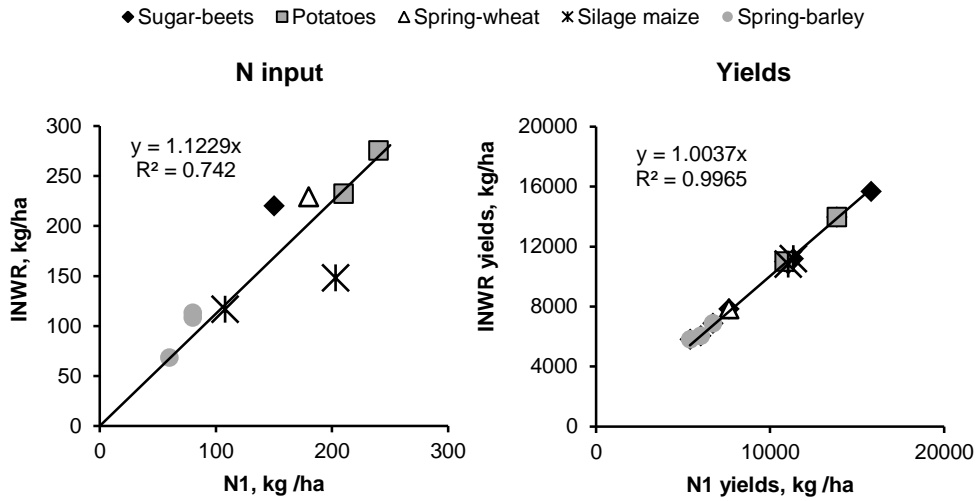 Sugar-beets Potatoes Spring-wheat Silage maize Spring-barley
N input
y = 1.1229x
R² = 0.742
INWR, kg/ha
300
250
200
150
100
50
0
0 100 200 300
N1, kg /ha
Yields
y = 1.0037x
R² = 0.9965
INWR yields, kg/ha
20000
16000
12000
8000
4000
0
0 10000 20000
N1 yields, kg /ha